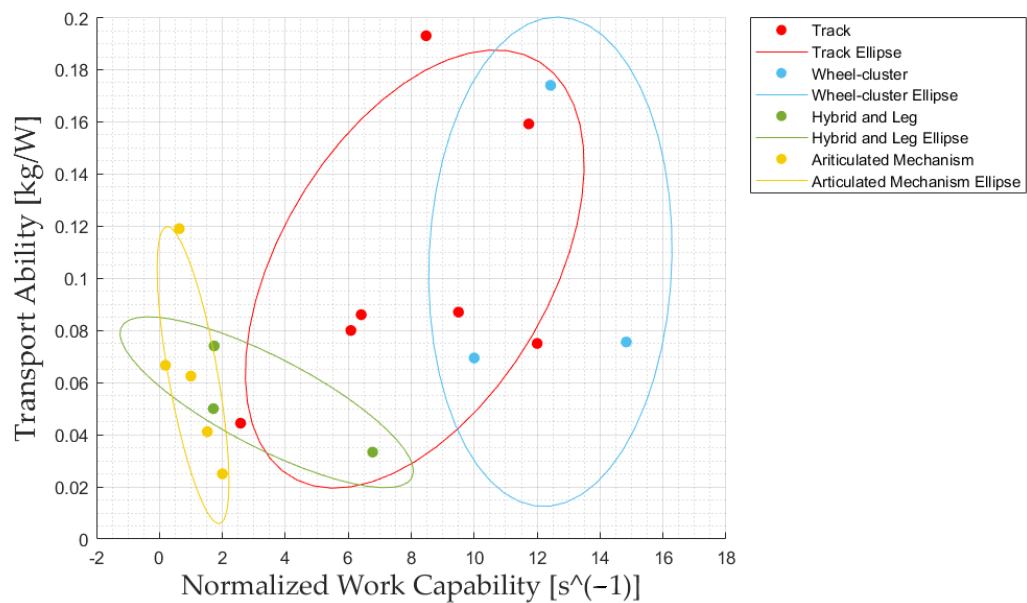 0.2
0.18
0.16
0.14
0.12
0.1
0.08
0.06
0.04
0.02
0
Transport Ability [kg/W]
-2 0 2 4 6 8 10 12 14 16 18
Normalized Work Capability [s^(−1)]
Track
Track Ellipse
Wheel-cluster
Wheel-cluster Ellipse
Hybrid and Leg
Hybrid and Leg Ellipse
Ariticulated Mechanism
Articulated Mechanism Ellipse